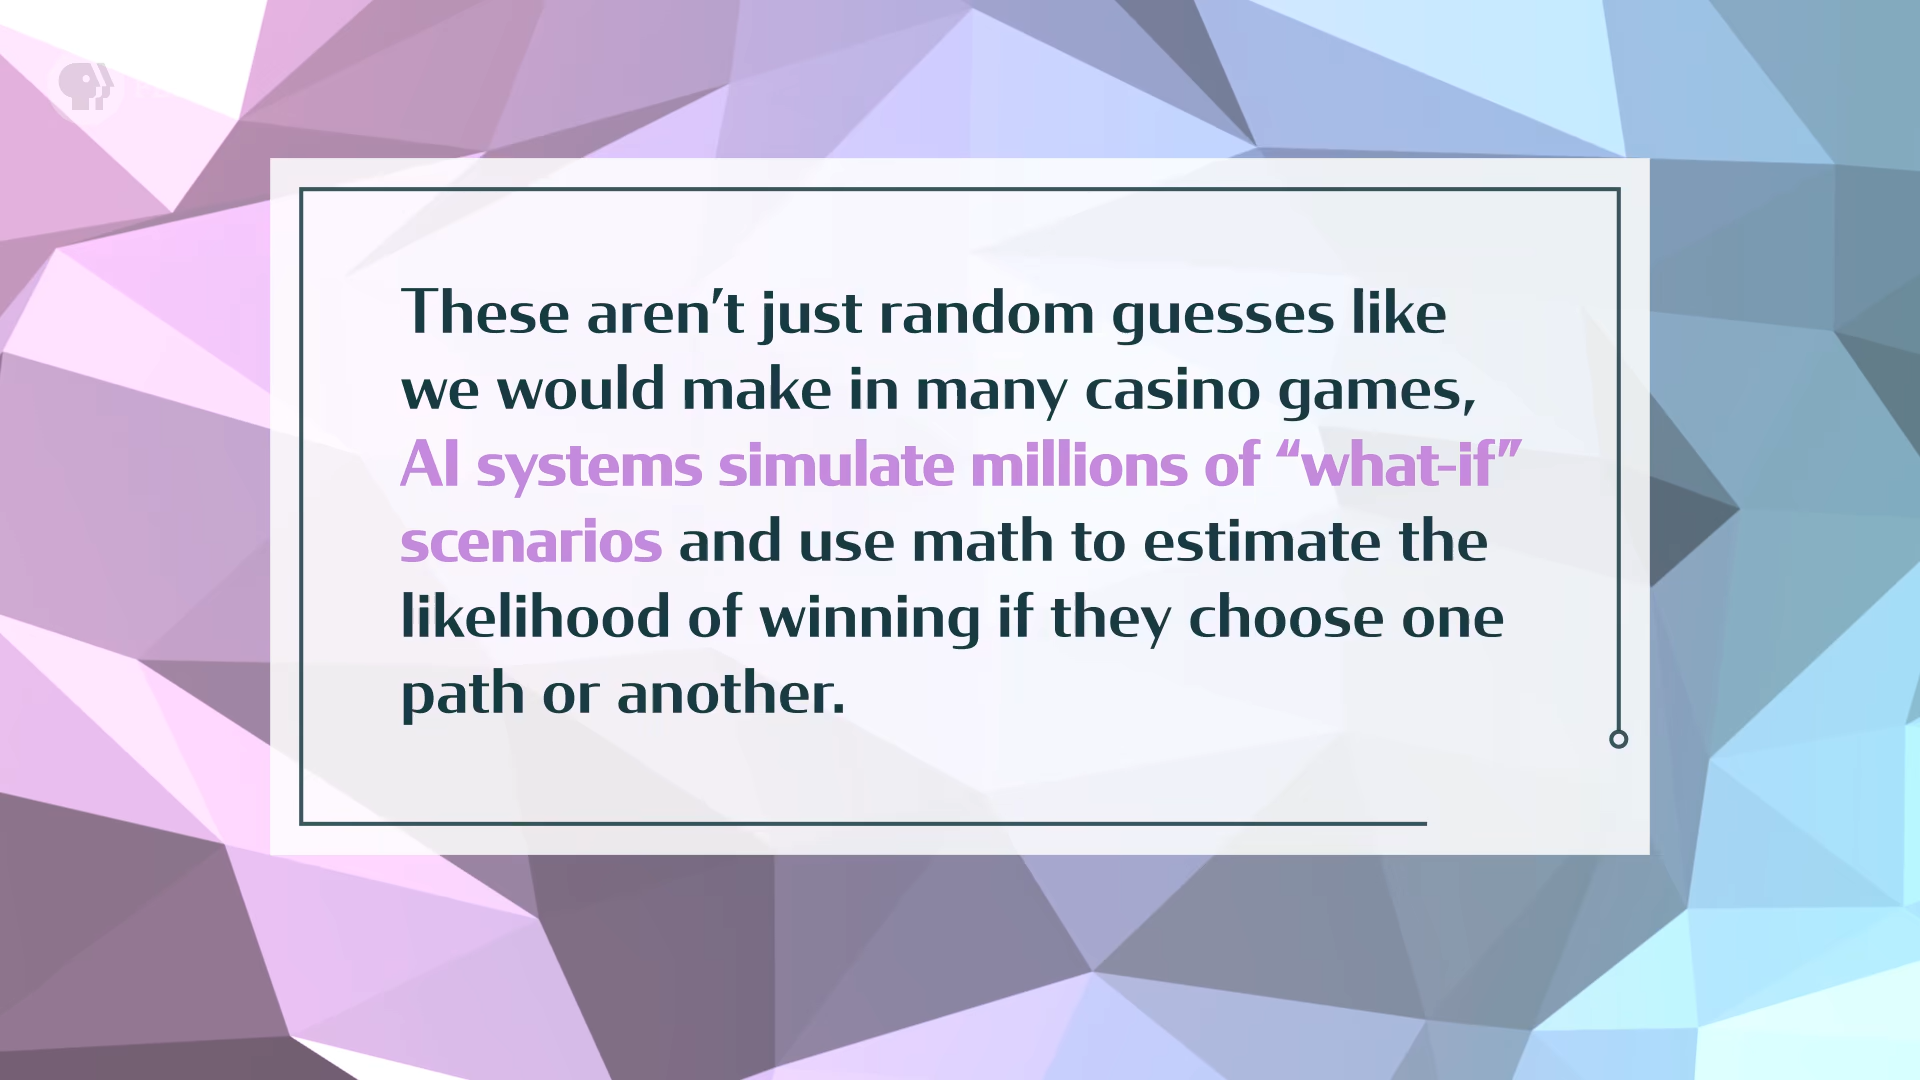 These aren’t just random guesses like
we would make in many casino games,
AI systems simulate millions of “what-if”
scenarios and use math to estimate the
likelihood of winning if they choose one
path or another.